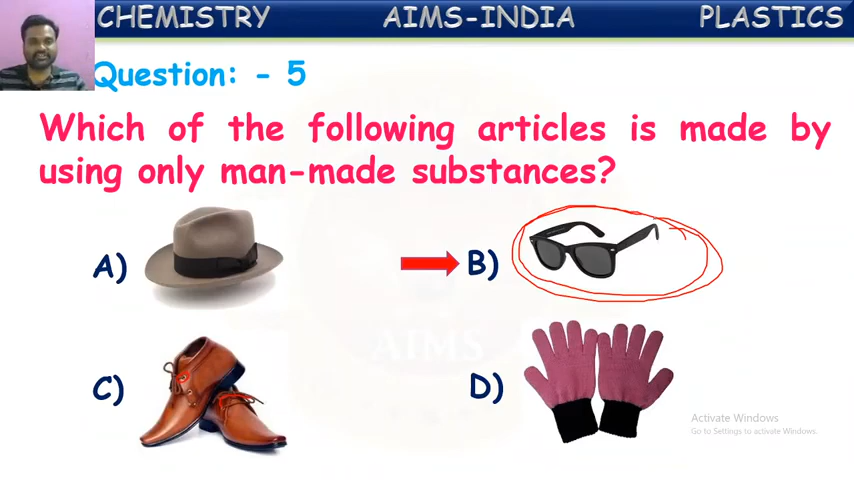 CHEMISTRY AIMS-INDIA PLASTICS
Question: - 5
Which of the following articles is made by
using only man-made substances?
A)
B)
C)
D)
AIMS
Activate Windows
Go to Settings to activate Windows.